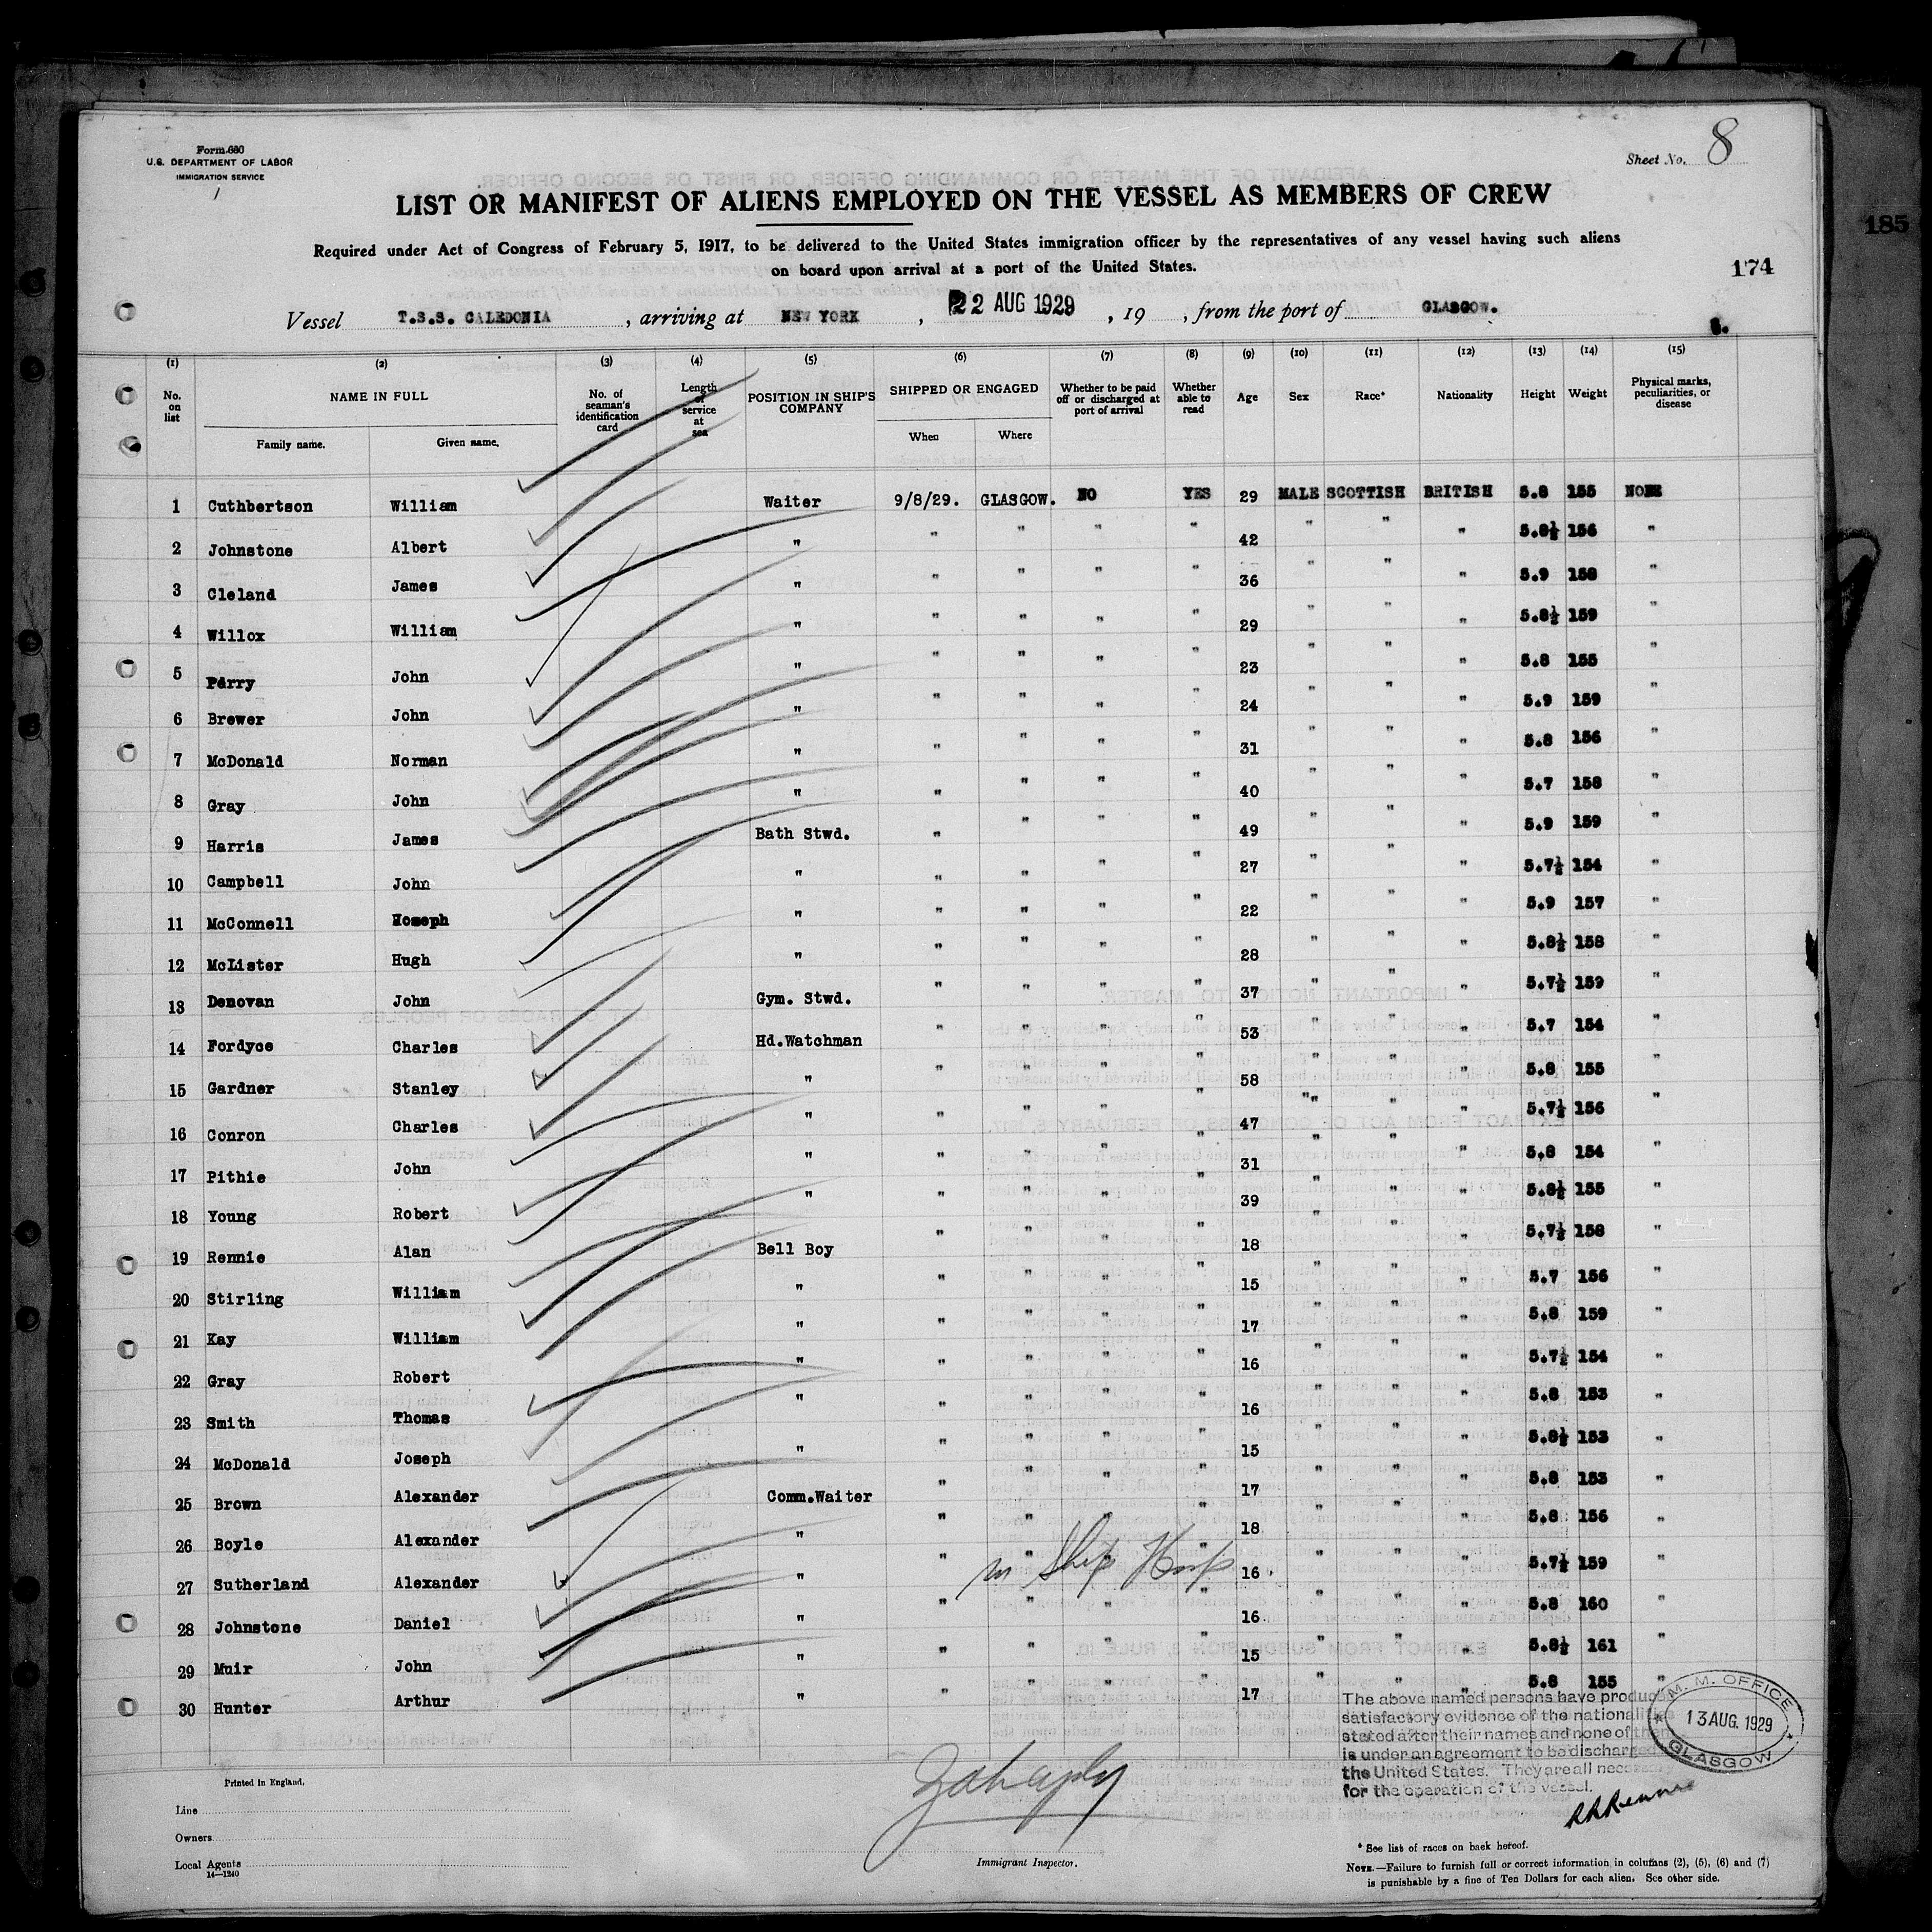 Form 680
U.S. DEPARTMENT OF LABOR
IMMIGRATION SERVICE
Sheet No. 8
LIST OR MANIFEST OF ALIENS EMPLOYED ON THE VESSEL AS MEMBERS OF CREW
Required under Act of Congress of February 5, 1917, to be delivered to the United States immigration officer by the representatives of any vessel having such aliens
on board upon arrival at a port of the United States.
185
174
Vessel T.S.S. CALEDONIA, arriving at NEW YORK, 22 AUG 1929, 19 , from the port of GLASGOW.
8.
(1) (2) (3) (4) (5) (6) (7) (8) (9) (10) (11) (12) (13) (14) (15)
No. on list NAME IN FULL Family name. Given name. No. of seaman's identification card Length of service at sea POSITION IN SHIP'S COMPANY SHIPPED OR ENGAGED When Where Whether to be paid off or discharged at port of arrival Whether able to read Age Sex Race* Nationality Height Weight Physical marks, peculiarities, or disease
1 Cuthbertson William Waiter 9/8/29. GLASGOW. NO YES 29 MALE SCOTTISH BRITISH 5.8 155 NONE
2 Johnstone Albert " " " " " 42 " " " 5.8½ 156 "
3 Cleland James " " " " " 36 " " " 5.9 158 "
4 Willox William " " " " " 29 " " " 5.8½ 159 "
5 Perry John " " " " " 23 " " " 5.8 155 "
6 Brewer John " " " " " 24 " " " 5.9 159 "
7 McDonald Norman " " " " " 31 " " " 5.8 156 "
8 Gray John " " " " " 40 " " " 5.7 158 "
9 Harris James Bath Stwd. " " " " 49 " " " 5.9 159 "
10 Campbell John " " " " " 27 " " " 5.7½ 154 "
11 McConnell Hoseph " " " " " 22 " " " 5.9 157 "
12 McLister Hugh " " " " " 28 " " " 5.8½ 158 "
13 Donovan John Gym. Stwd. " " " " 37 " " " 5.7½ 159 "
14 Fordyce Charles Hd.Watchman " " " " 53 " " " 5.7 154 "
15 Gardner Stanley " " " " " 58 " " " 5.8 155 "
16 Conron Charles " " " " " 47 " " " 5.7½ 156 "
17 Pithie John " " " " " 31 " " " 5.8 154 "
18 Young Robert " " " " " 39 " " " 5.8½ 155 "
19 Rennie Alan Bell Boy " " " " 18 " " " 5.7½ 158 "
20 Stirling William " " " " " 15 " " " 5.7 156 "
21 Kay William " " " " " 17 " " " 5.8 159 "
22 Gray Robert " " " " " 16 " " " 5.7½ 154 "
23 Smith Thomas " " " " " 16 " " " 5.8 153 "
24 McDonald Joseph " " " " " 15 " " " 5.8½ 153 "
25 Brown Alexander Comm.Waiter " " " " 17 " " " 5.8 153 "
26 Boyle Alexander " " " " " 18 " " " 5.8 156 "
27 Sutherland Alexander " " " " " 16 " " " 5.7½ 159 "
in Ship Hosp
28 Johnstone Daniel " " " " " 16 " " " 5.8 160 "
29 Muir John " " " " " 15 " " " 5.8½ 161 "
30 Hunter Arthur " " " " " 17 " " " 5.8 155 "
The above named persons have produced
satisfactory evidence of the nationalities
stated after their names and none of them
is under an agreement to be discharged
the United States. They are all necessary
for the operation of the vessel.
M. M. OFFICE
13 AUG. 1929
GLASGOW
Printed in England.
Line
Owners
Local Agents
14—1240
Immigrant Inspector.
* See list of races on back hereof.
NOTE.—Failure to furnish full or correct information in columns (2), (5), (6) and (7)
is punishable by a fine of Ten Dollars for each alien. See other side.